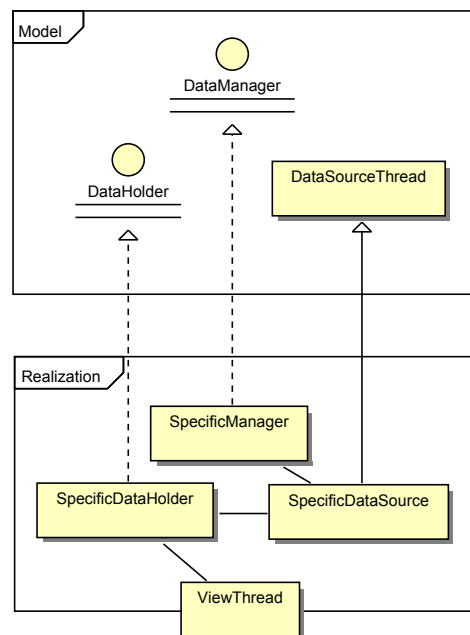 Model
DataManager
DataHolder
DataSourceThread
Realization
SpecificManager
SpecificDataHolder
SpecificDataSource
ViewThread